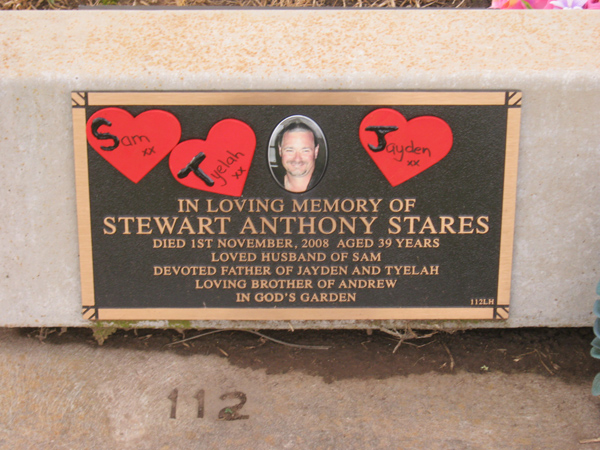 Sam
xx
Tyelah
xx
Jayden
xx
IN LOVING MEMORY OF
STEWART ANTHONY STARES
DIED 1ST NOVEMBER, 2008 AGED 39 YEARS
LOVED HUSBAND OF SAM
DEVOTED FATHER OF JAYDEN AND TYELAH
LOVING BROTHER OF ANDREW
IN GOD'S GARDEN
112LH
112